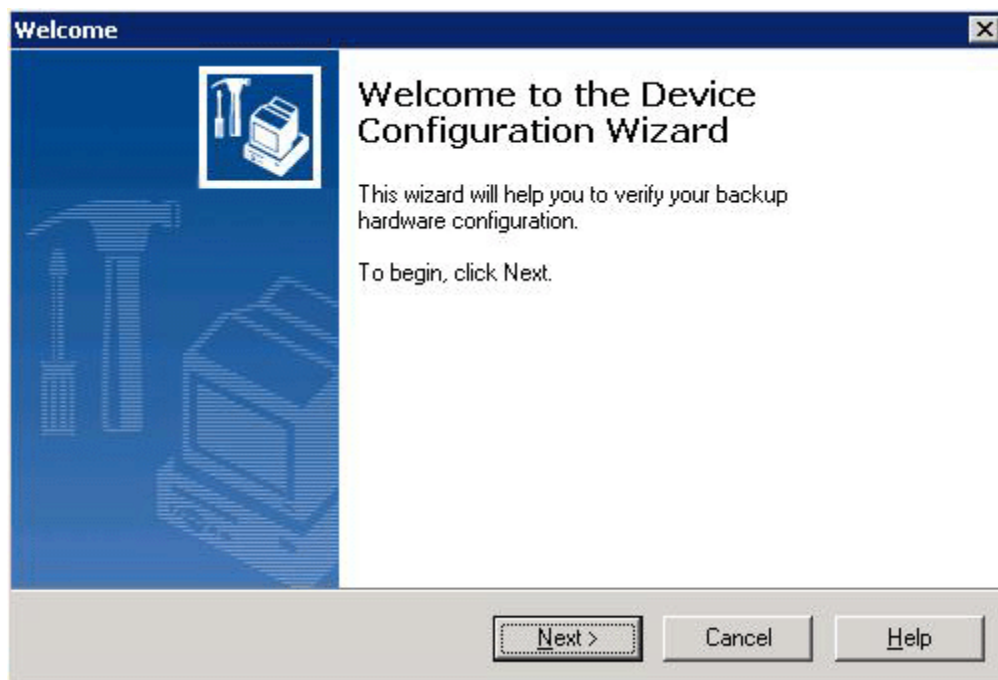 Welcome
Welcome to the Device
Configuration Wizard
This wizard will help you to verify your backup
hardware configuration.
To begin, click Next.
Next >
Cancel
Help